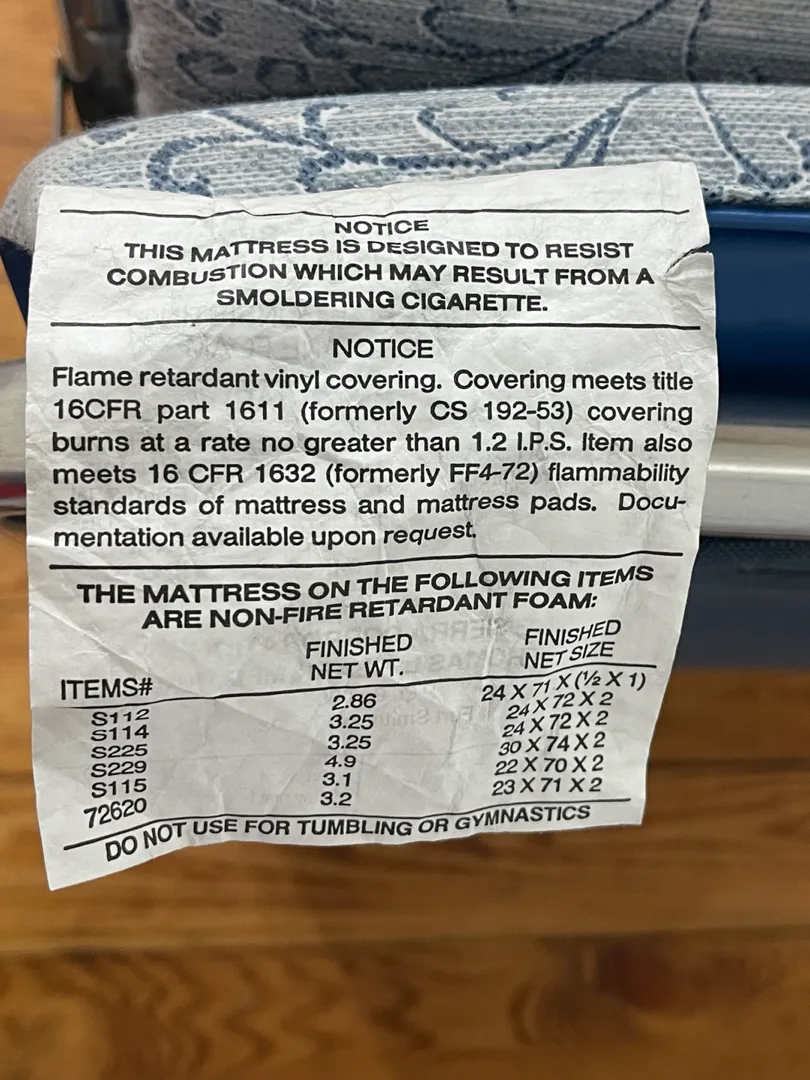 NOTICE
THIS MATTRESS IS DESIGNED TO RESIST
COMBUSTION WHICH MAY RESULT FROM A
SMOLDERING CIGARETTE.
NOTICE
Flame retardant vinyl covering. Covering meets title
16CFR part 1611 (formerly CS 192-53) covering
burns at a rate no greater than 1.2 I.P.S. Item also
meets 16 CFR 1632 (formerly FF4-72) flammability
standards of mattress and mattress pads. Docu-
mentation available upon request.
THE MATTRESS ON THE FOLLOWING ITEMS
ARE NON-FIRE RETARDANT FOAM:
ITEMS# FINISHED NET WT. FINISHED NET SIZE
S112 2.86 24 X 71 X (½ X 1)
S114 3.25 24 X 72 X 2
S225 3.25 24 X 72 X 2
S229 4.9 30 X 74 X 2
S115 3.1 22 X 70 X 2
72620 3.2 23 X 71 X 2
DO NOT USE FOR TUMBLING OR GYMNASTICS